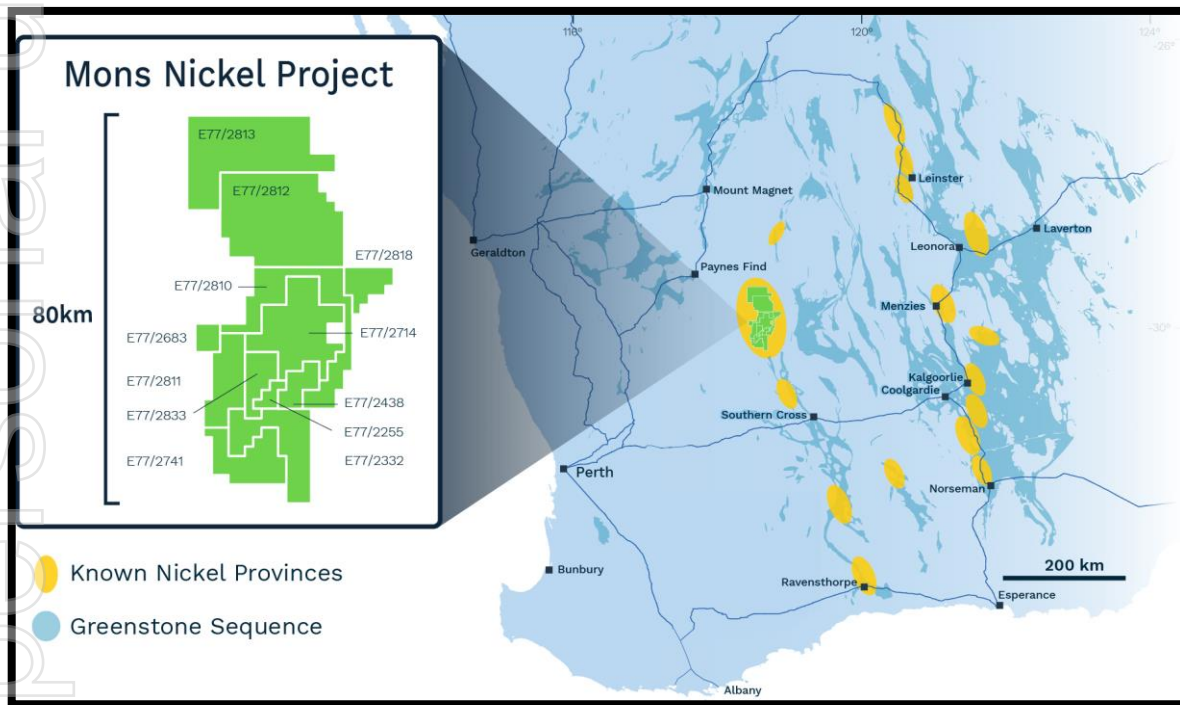 Mons Nickel Project
E77/2813
E77/2812
E77/2818
E77/2810
80km
E77/2683
E77/2714
E77/2811
E77/2833
E77/2438
E77/2255
E77/2741
E77/2332
Known Nickel Provinces
Greenstone Sequence
118°
120°
124°
-26°
Leinster
Mount Magnet
Laverton
Geraldton
Leonora
Paynes Find
Menzies
-30°
Kalgoorlie
Coolgardie
Southern Cross
Perth
Norseman
Bunbury
200 km
Ravensthorpe
Esperance
Albany